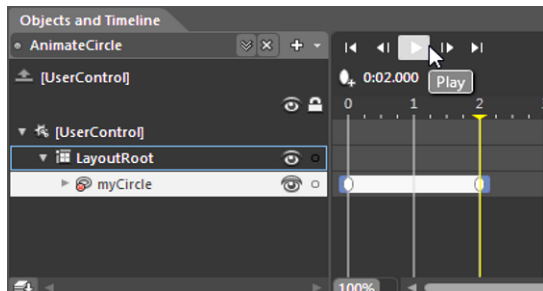 Objects and Timeline
AnimateCircle
[UserControl]
0:02.000
Play
0 1 2
[UserControl]
LayoutRoot
myCircle
100%